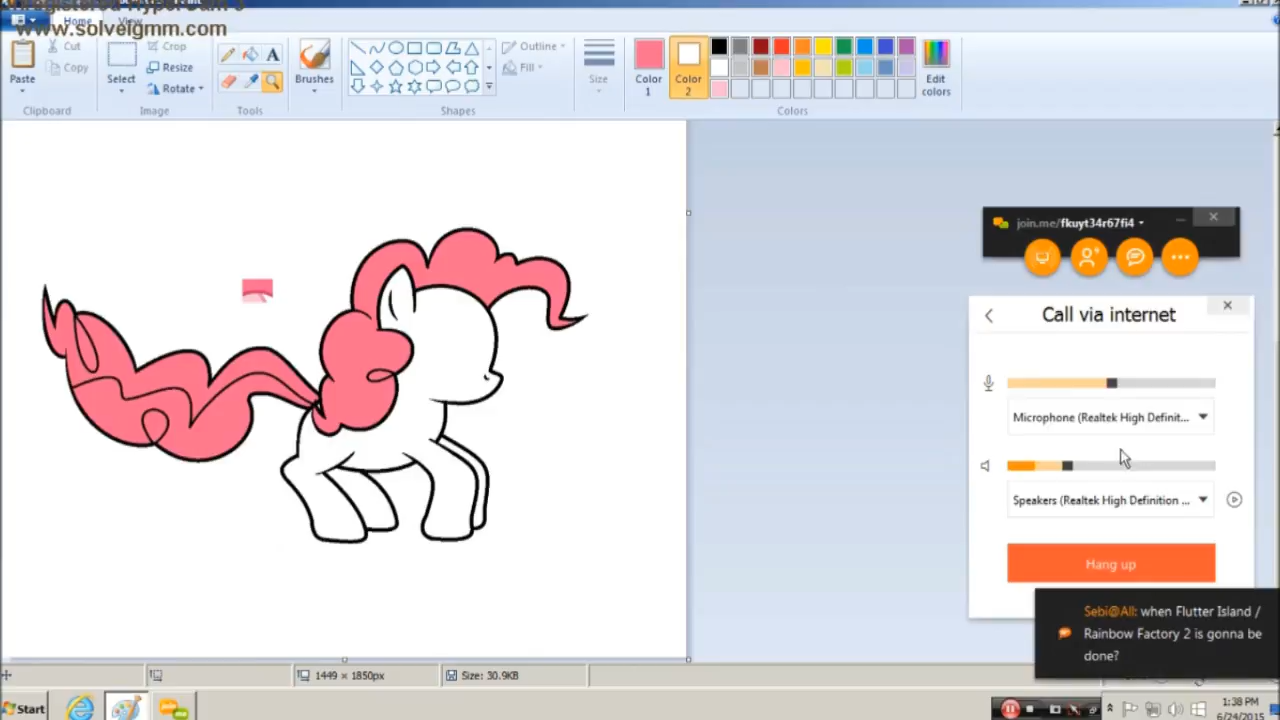 www.solveigmm.com
Home
View
Paste
Cut
Copy
Clipboard
Select
Crop
Resize
Rotate
Image
Tools
Brushes
Outline
Fill
Shapes
Size
Color
1
Color
2
Edit
colors
Colors
join.me/fkuyt34r67fi4
Call via internet
Microphone (Realtek High Definit...
Speakers (Realtek High Definition ...
Hang up
Sebi@All: when Flutter Island /
Rainbow Factory 2 is gonna be
done?
1449 × 1850px
Size: 30.9KB
Start
1:38 PM
6/24/2015